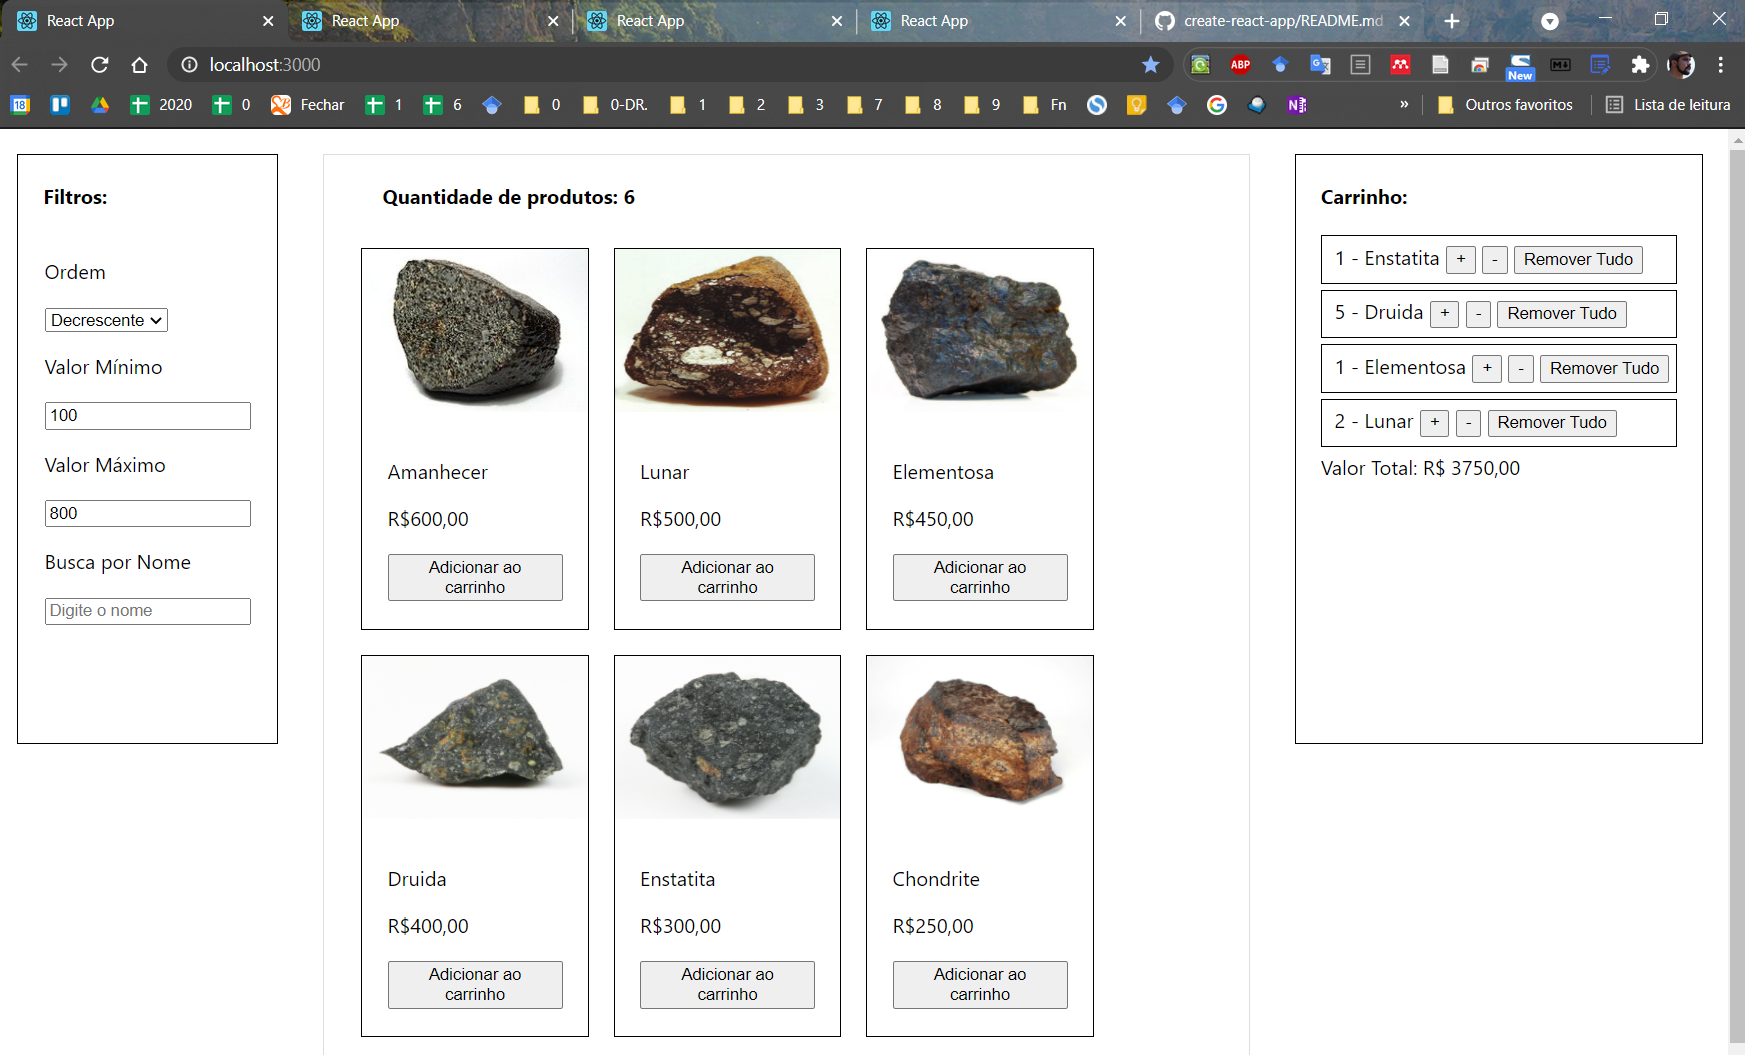 React App
React App
React App
React App
create-react-app/README.md
localhost:3000
ABP
New
18
2020
0
Fechar
1
6
0
0-DR.
1
2
3
7
8
9
Fn
»
Outros favoritos
Lista de leitura
Filtros:
Ordem
Decrescente
Valor Mínimo
100
Valor Máximo
800
Busca por Nome
Digite o nome
Quantidade de produtos: 6
Amanhecer
R$600,00
Adicionar ao
carrinho
Lunar
R$500,00
Adicionar ao
carrinho
Elementosa
R$450,00
Adicionar ao
carrinho
Druida
R$400,00
Adicionar ao
carrinho
Enstatita
R$300,00
Adicionar ao
carrinho
Chondrite
R$250,00
Adicionar ao
carrinho
Carrinho:
1 - Enstatita + - Remover Tudo
5 - Druida + - Remover Tudo
1 - Elementosa + - Remover Tudo
2 - Lunar + - Remover Tudo
Valor Total: R$ 3750,00